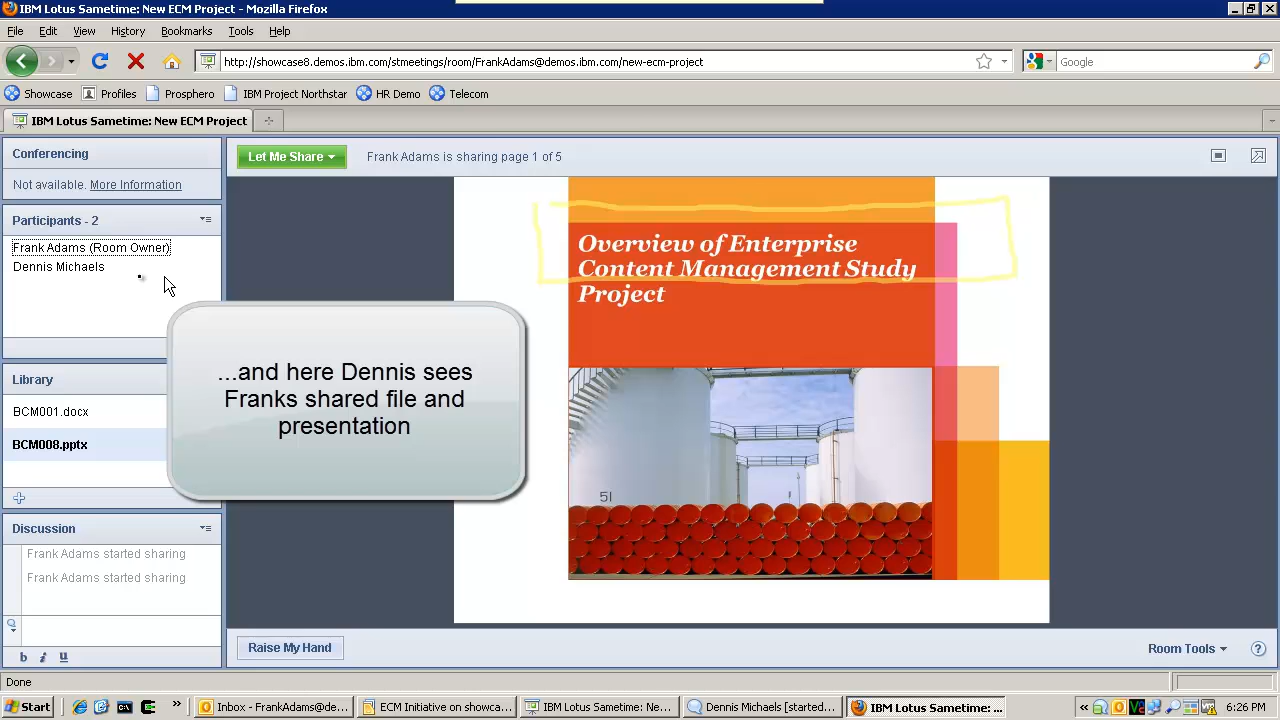 IBM Lotus Sametime: New ECM Project - Mozilla Firefox
File Edit View History Bookmarks Tools Help
http://showcase8.demos.ibm.com/stmeetings/room/FrankAdams@demos.ibm.com/new-ecm-project
Google
Showcase Profiles Prosphero IBM Project Northstar HR Demo Telecom
IBM Lotus Sametime: New ECM Project
Conferencing
Let Me Share
Frank Adams is sharing page 1 of 5
Not available. More Information
Participants - 2
Frank Adams (Room Owner)
Dennis Michaels
Overview of Enterprise
Content Management Study
Project
...and here Dennis sees
Franks shared file and
presentation
Library
BCM001.docx
BCM008.pptx
51
Discussion
Frank Adams started sharing
Frank Adams started sharing
b i u
Raise My Hand
Room Tools
?
Done
Start
»
Inbox - FrankAdams@de...
ECM Initiative on showca...
IBM Lotus Sametime: Ne...
Dennis Michaels [started...
IBM Lotus Sametime: ...
«
6:26 PM